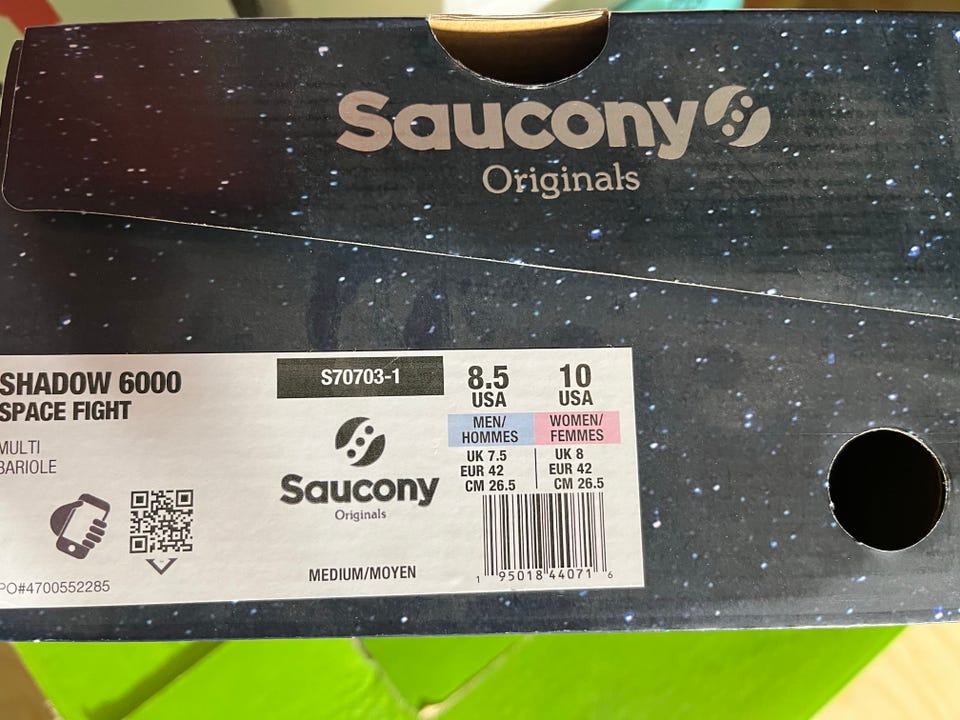 Saucony
Originals
SHADOW 6000
SPACE FIGHT
MULTI
BARIOLE
PO#4700552285
S70703-1
Saucony
Originals
MEDIUM/MOYEN
8.5 10
USA USA
MEN/ WOMEN/
HOMMES FEMMES
UK 7.5 UK 8
EUR 42 EUR 42
CM 26.5 CM 26.5
1 95018 44071 6